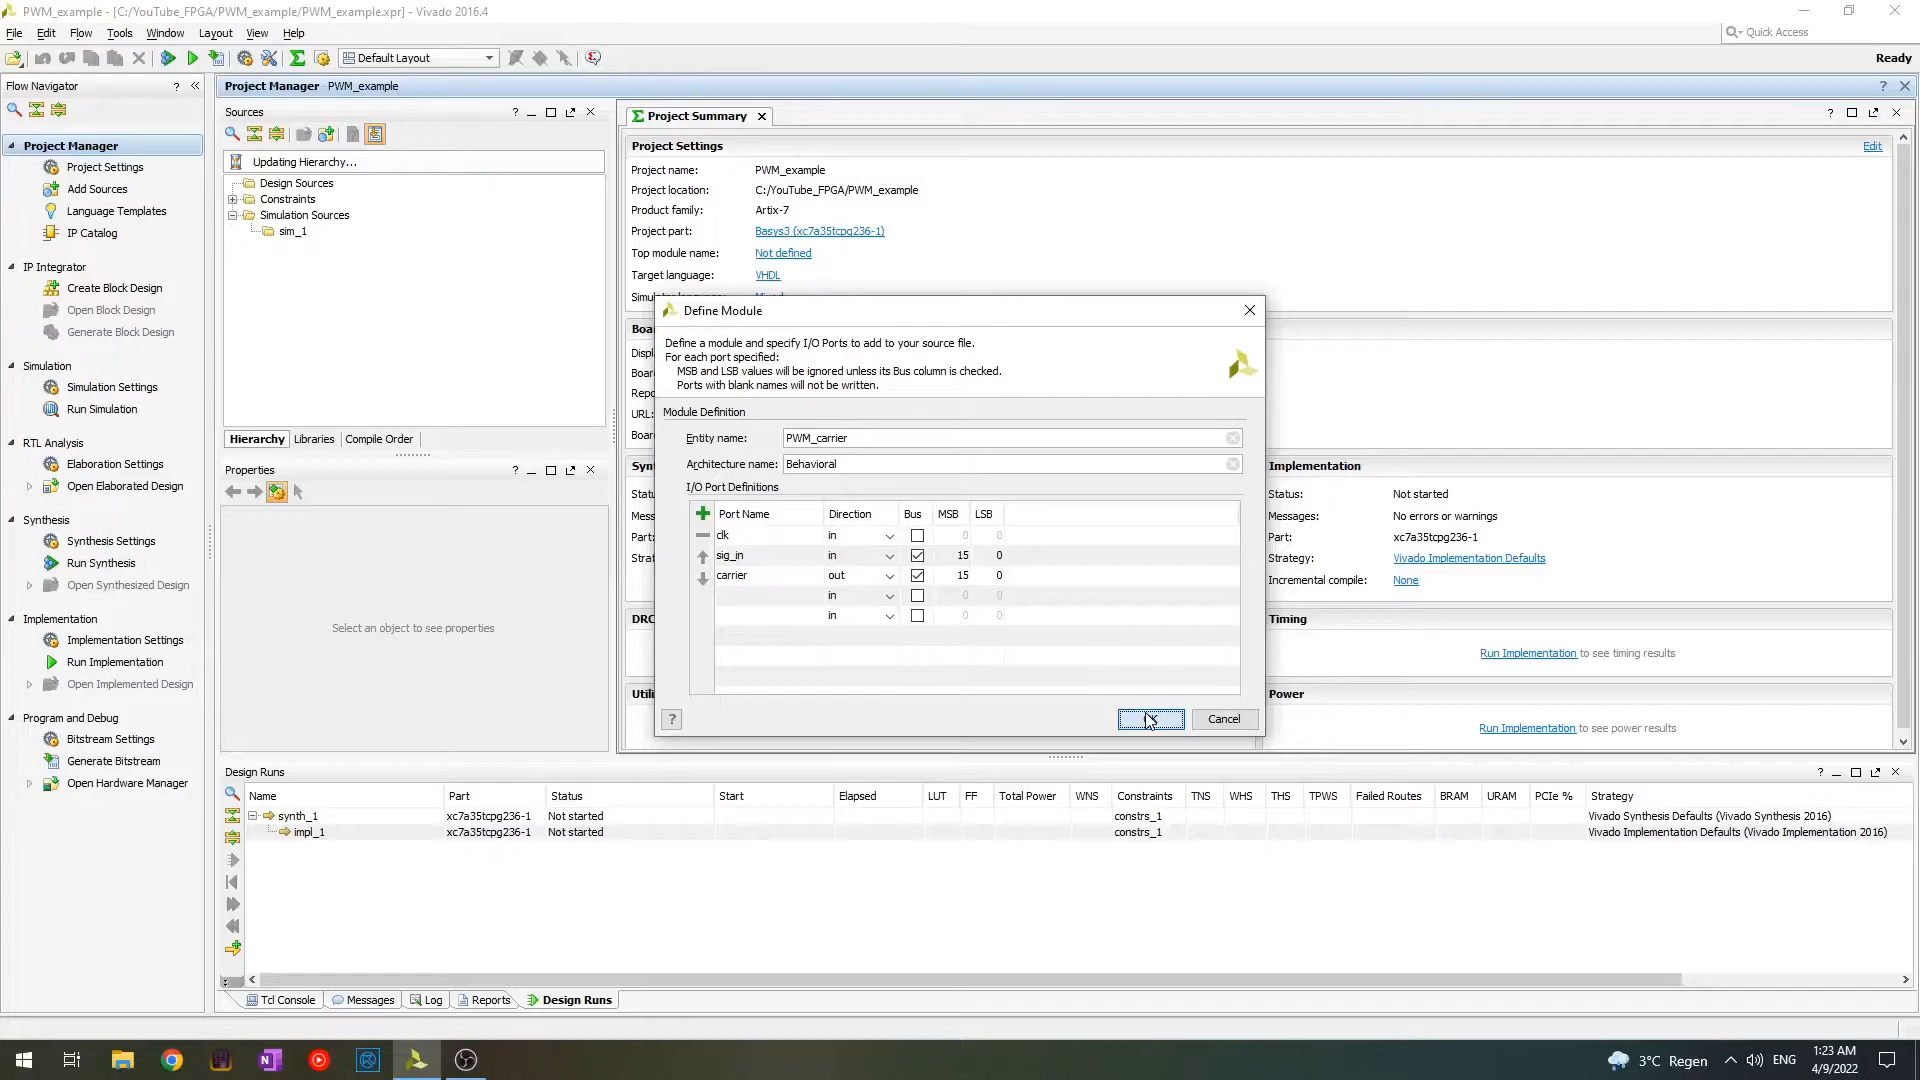 PWM_example - [C:/YouTube_FPGA/PWM_example/PWM_example.xpr] - Vivado 2016.4
File Edit Flow Tools Window Layout View Help
Quick Access
Default Layout
Ready
Flow Navigator ? «
Project Manager - PWM_example
Project Manager
Project Settings
Add Sources
Language Templates
IP Catalog
IP Integrator
Create Block Design
Open Block Design
Generate Block Design
Simulation
Simulation Settings
Run Simulation
RTL Analysis
Elaboration Settings
Open Elaborated Design
Synthesis
Synthesis Settings
Run Synthesis
Open Synthesized Design
Implementation
Implementation Settings
Run Implementation
Open Implemented Design
Program and Debug
Bitstream Settings
Generate Bitstream
Open Hardware Manager
Sources
Updating Hierarchy...
Design Sources
Constraints
Simulation Sources
sim_1
Hierarchy Libraries Compile Order
Properties
Select an object to see properties
Project Summary
Project Settings Edit
Project name: PWM_example
Project location: C:/YouTube_FPGA/PWM_example
Product family: Artix-7
Project part: Basys3 (xc7a35tcpg236-1)
Top module name: Not defined
Target language: VHDL
Define Module
Define a module and specify I/O Ports to add to your source file.
For each port specified:
MSB and LSB values will be ignored unless its Bus column is checked.
Ports with blank names will not be written.
Module Definition
Entity name: PWM_carrier
Architecture name: Behavioral
I/O Port Definitions
Port Name Direction Bus MSB LSB
clk in 0 0
sig_in in 15 0
carrier out 15 0
in 0 0
in 0 0
? Cancel
URL:
DRC
Implementation
Status: Not started
Messages: No errors or warnings
Part: xc7a35tcpg236-1
Strategy: Vivado Implementation Defaults
Incremental compile: None
Timing
Run Implementation to see timing results
Power
Run Implementation to see power results
Design Runs
Name Part Status Start Elapsed LUT FF Total Power WNS Constraints TNS WHS THS TPWS Failed Routes BRAM URAM PCIe % Strategy
synth_1 xc7a35tcpg236-1 Not started constrs_1 Vivado Synthesis Defaults (Vivado Synthesis 2016)
impl_1 xc7a35tcpg236-1 Not started constrs_1 Vivado Implementation Defaults (Vivado Implementation 2016)
Tcl Console Messages Log Reports Design Runs
3°C Regen ENG 1:23 AM
4/9/2022